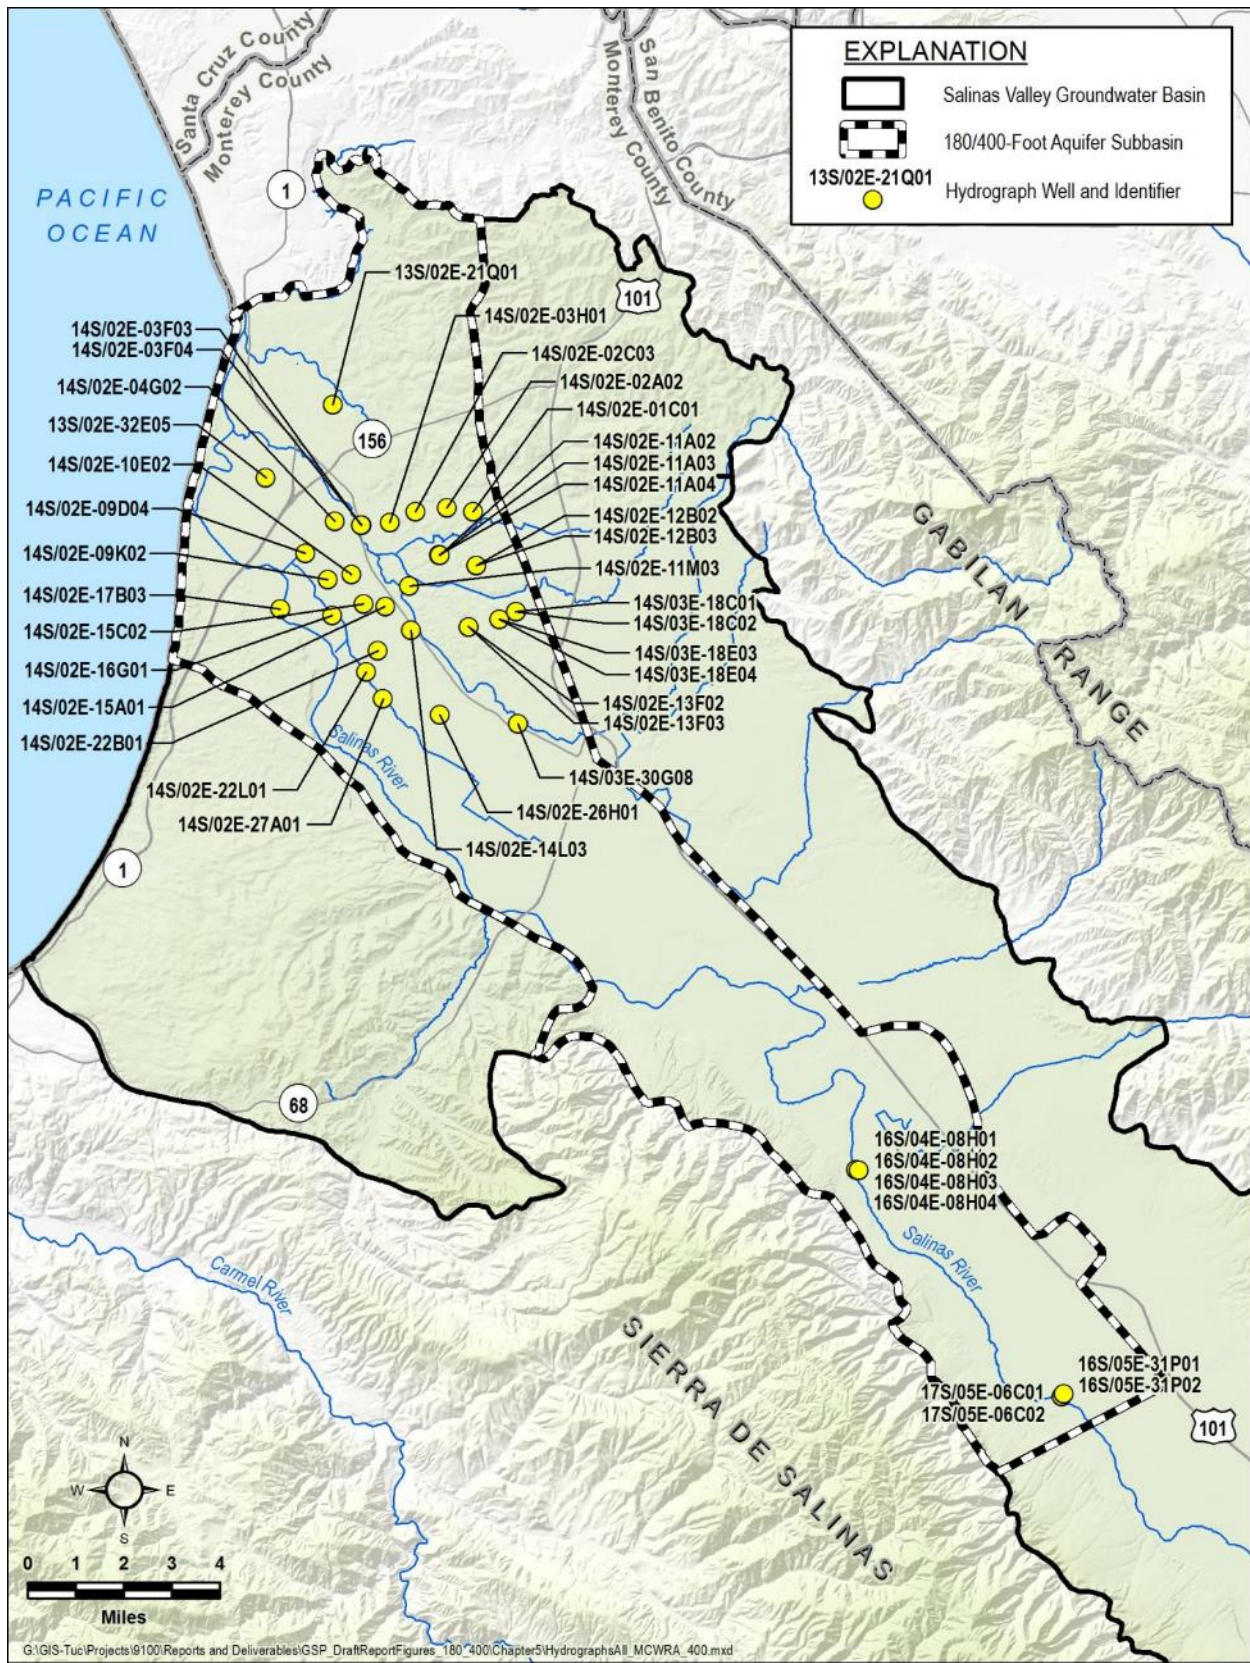 Santa Cruz County
Monterey County
San Benito County
Monterey County
EXPLANATION
Salinas Valley Groundwater Basin
180/400-Foot Aquifer Subbasin
13S/02E-21Q01
Hydrograph Well and Identifier
PACIFIC
OCEAN
1
101
13S/02E-21Q01
14S/02E-03H01
14S/02E-03F03
14S/02E-03F04
14S/02E-02C03
14S/02E-04G02
14S/02E-02A02
14S/02E-01C01
13S/02E-32E05
156
14S/02E-11A02
14S/02E-11A03
14S/02E-11A04
14S/02E-10E02
14S/02E-09D04
14S/02E-12B02
14S/02E-12B03
14S/02E-09K02
14S/02E-11M03
14S/02E-17B03
14S/03E-18C01
14S/03E-18C02
14S/02E-15C02
14S/03E-18E03
14S/03E-18E04
14S/02E-16G01
14S/02E-13F02
14S/02E-13F03
14S/02E-15A01
14S/02E-22B01
14S/02E-22L01
14S/02E-27A01
14S/03E-30G08
14S/02E-26H01
14S/02E-14L03
Salinas River
GABILAN
RANGE
1
68
16S/04E-08H01
16S/04E-08H02
16S/04E-08H03
16S/04E-08H04
Salinas River
Carmel River
SIERRA DE SALINAS
16S/05E-31P01
16S/05E-31P02
17S/05E-06C01
17S/05E-06C02
101
N
W
E
S
0 1 2 3 4
Miles
G:\GIS-Tuc\Projects\9100\Reports and Deliverables\GSP_DraftReportFigures_180_400\Chapter5\HydrographsAll_MCWRA_400.mxd